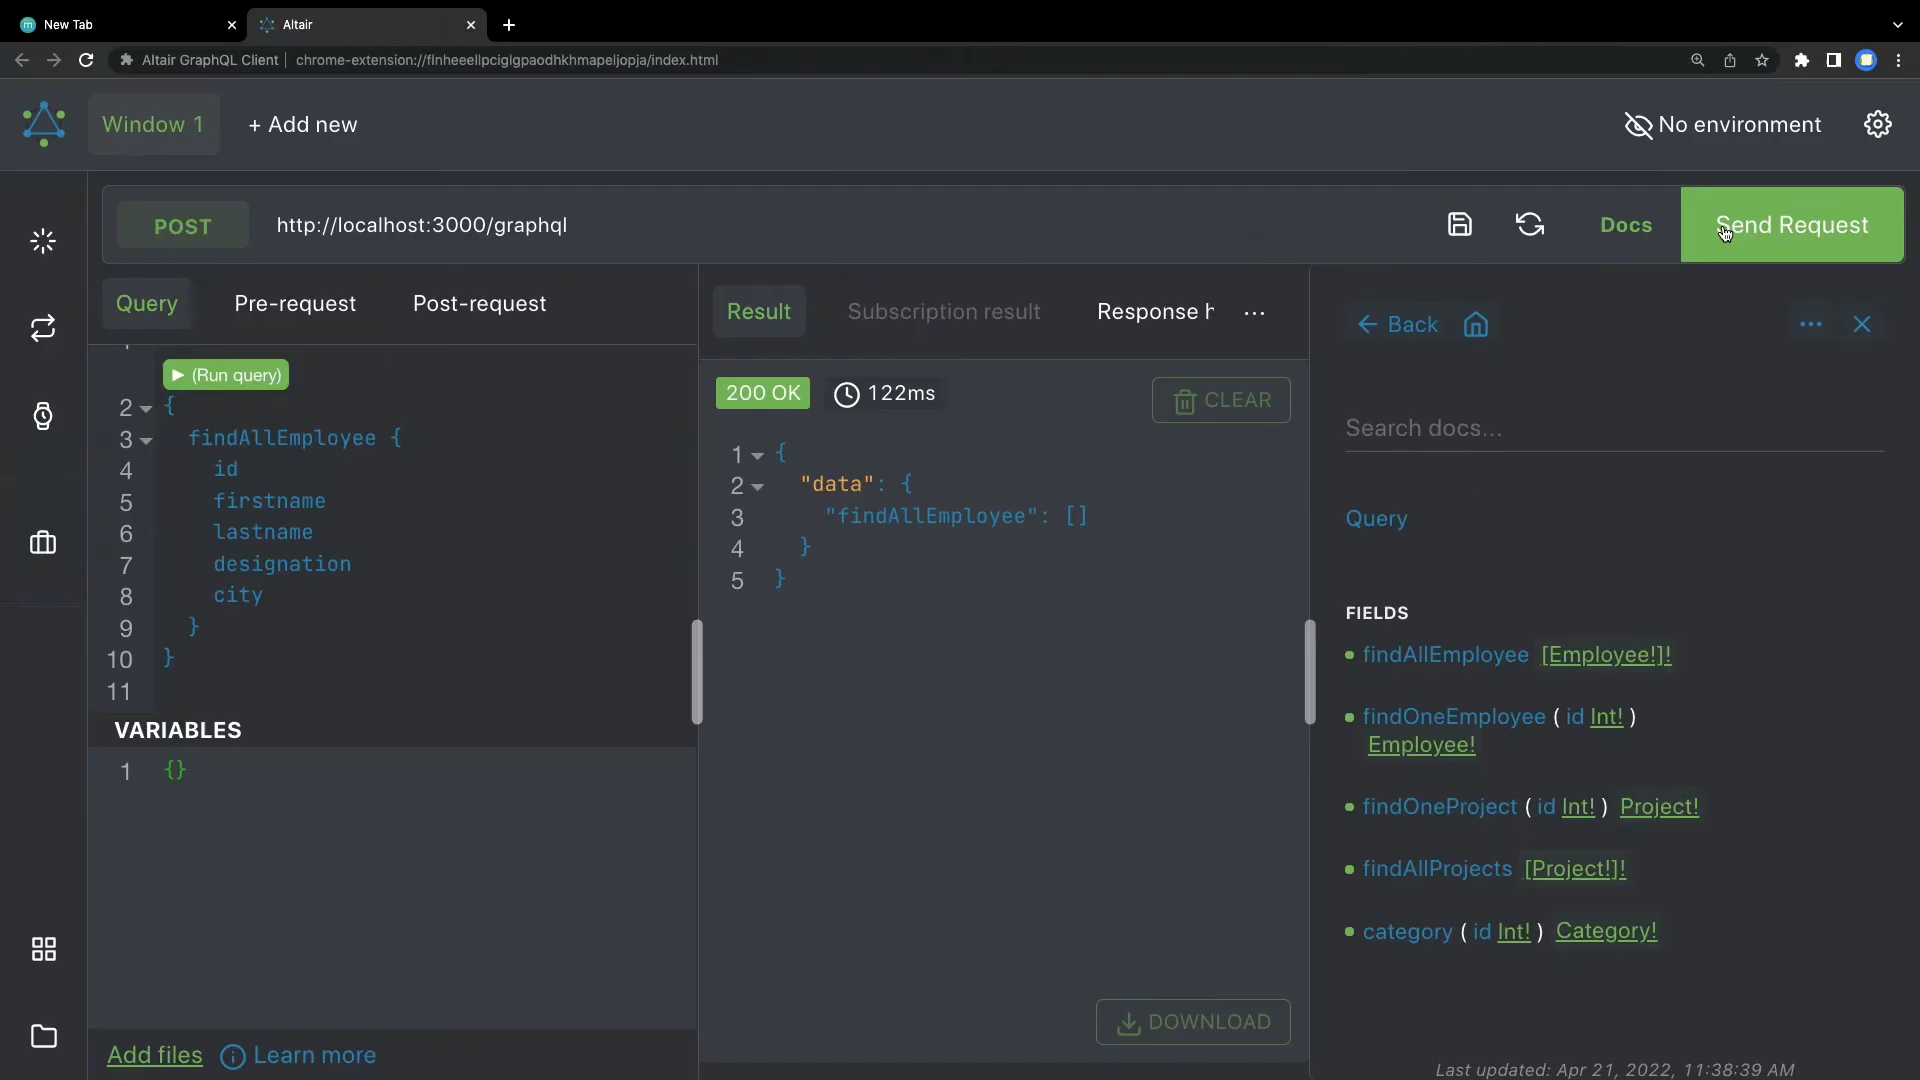 New Tab
Altair
Altair GraphQL Client
chrome-extension://flnheeellpciglgpaodhkhmapeljopja/index.html
Window 1
+ Add new
No environment
POST
http://localhost:3000/graphql
Docs
Send Request
Query
Pre-request
Post-request
▶ (Run query)
2 {
3 findAllEmployee {
4 id
5 firstname
6 lastname
7 designation
8 city
9 }
10 }
11
VARIABLES
1 {}
Add files
Learn more
Result
Subscription result
Response h
...
200 OK
122ms
CLEAR
1 {
2 "data": {
3 "findAllEmployee": []
4 }
5 }
DOWNLOAD
Back
Search docs...
Query
FIELDS
findAllEmployee [Employee!]!
findOneEmployee ( id Int! )
Employee!
findOneProject ( id Int! ) Project!
findAllProjects [Project!]!
category ( id Int! ) Category!
Last updated: Apr 21, 2022, 11:38:39 AM